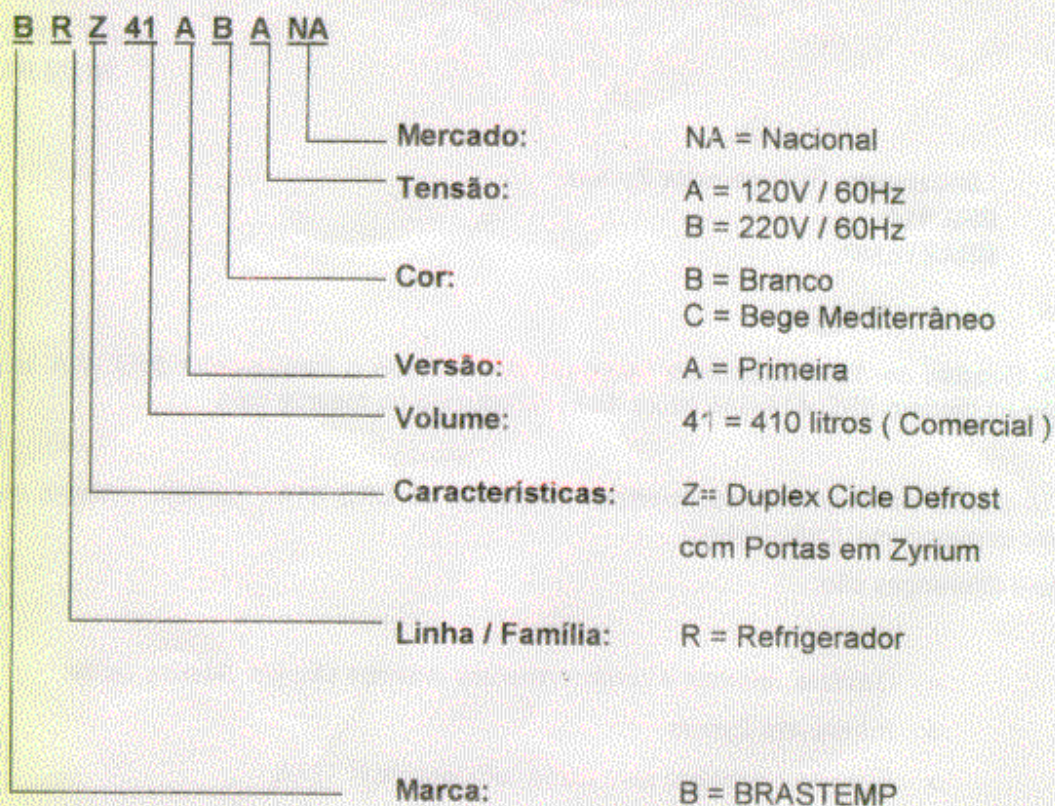 B R Z 41 A B A NA
Mercado: NA = Nacional
Tensão: A = 120V / 60Hz
B = 220V / 60Hz
Cor: B = Branco
C = Bege Mediterrâneo
Versão: A = Primeira
Volume: 41 = 410 litros ( Comercial )
Características: Z= Duplex Cicle Defrost
com Portas em Zyrium
Linha / Família: R = Refrigerador
Marca: B = BRASTEMP